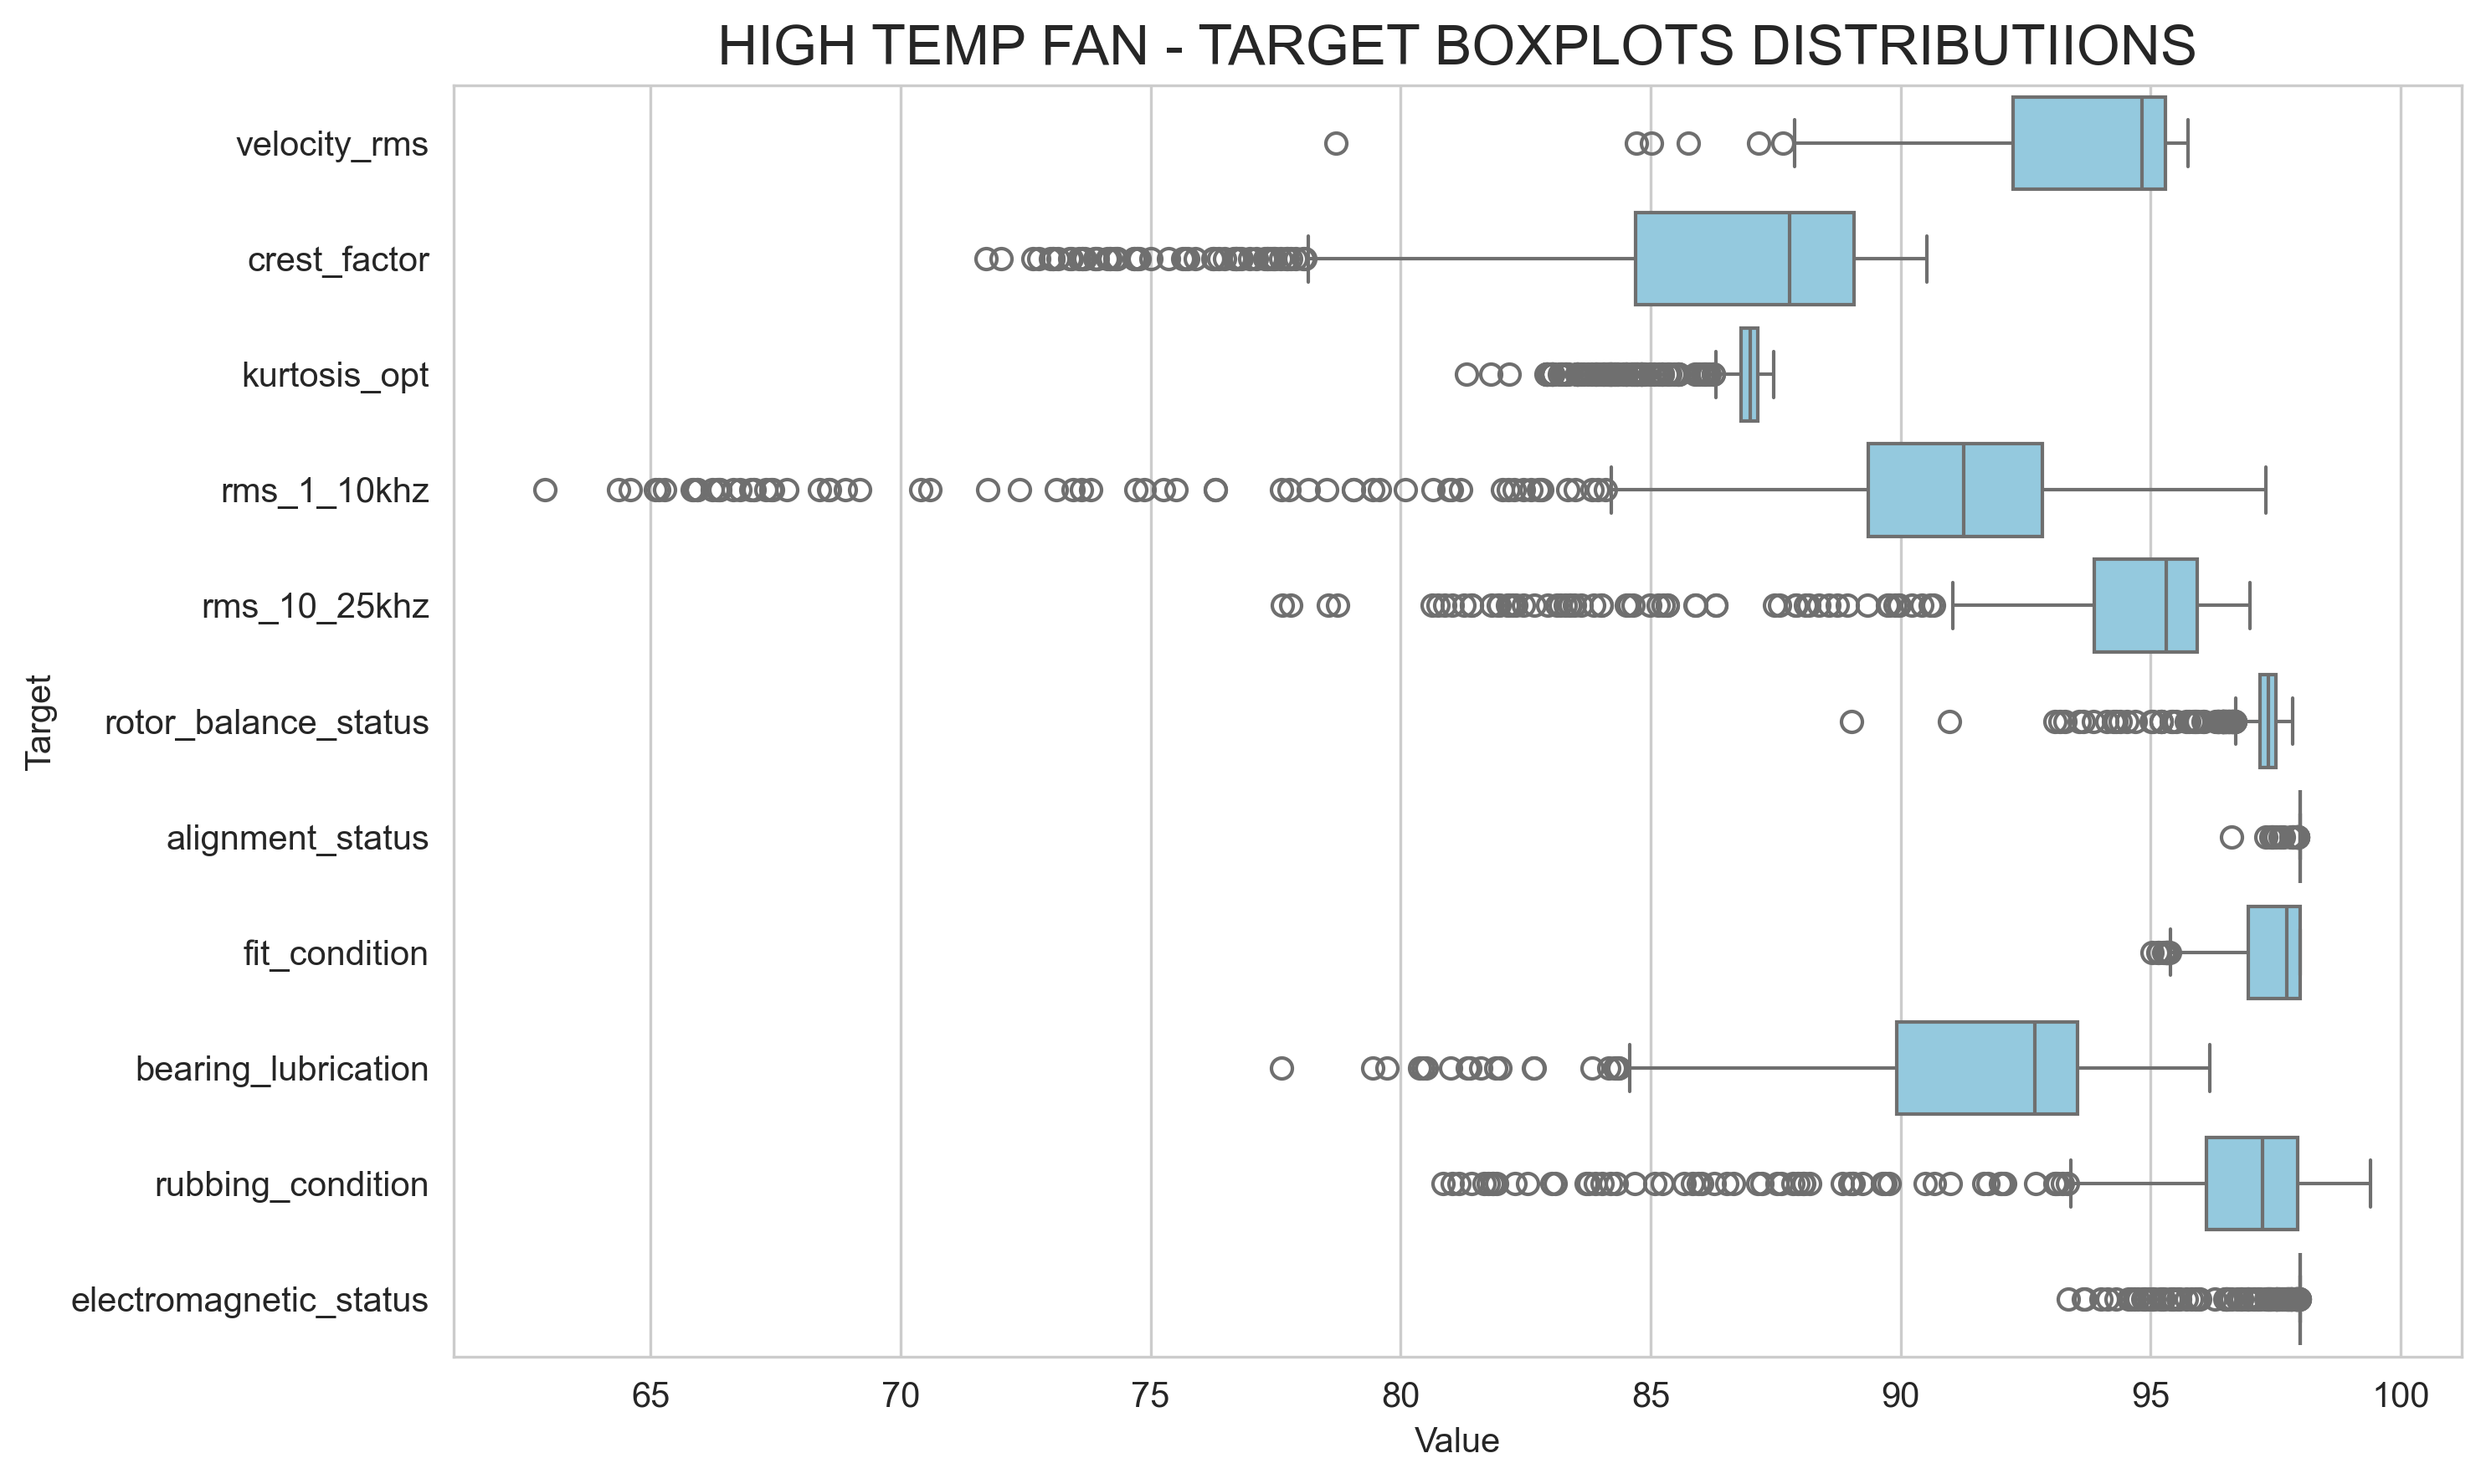 HIGH TEMP FAN - TARGET BOXPLOTS DISTRIBUTIIONS
velocity_rms
crest_factor
kurtosis_opt
rms_1_10khz
rms_10_25khz
rotor_balance_status
alignment_status
fit_condition
bearing_lubrication
rubbing_condition
electromagnetic_status
Target
65 70 75 80 85 90 95 100
Value